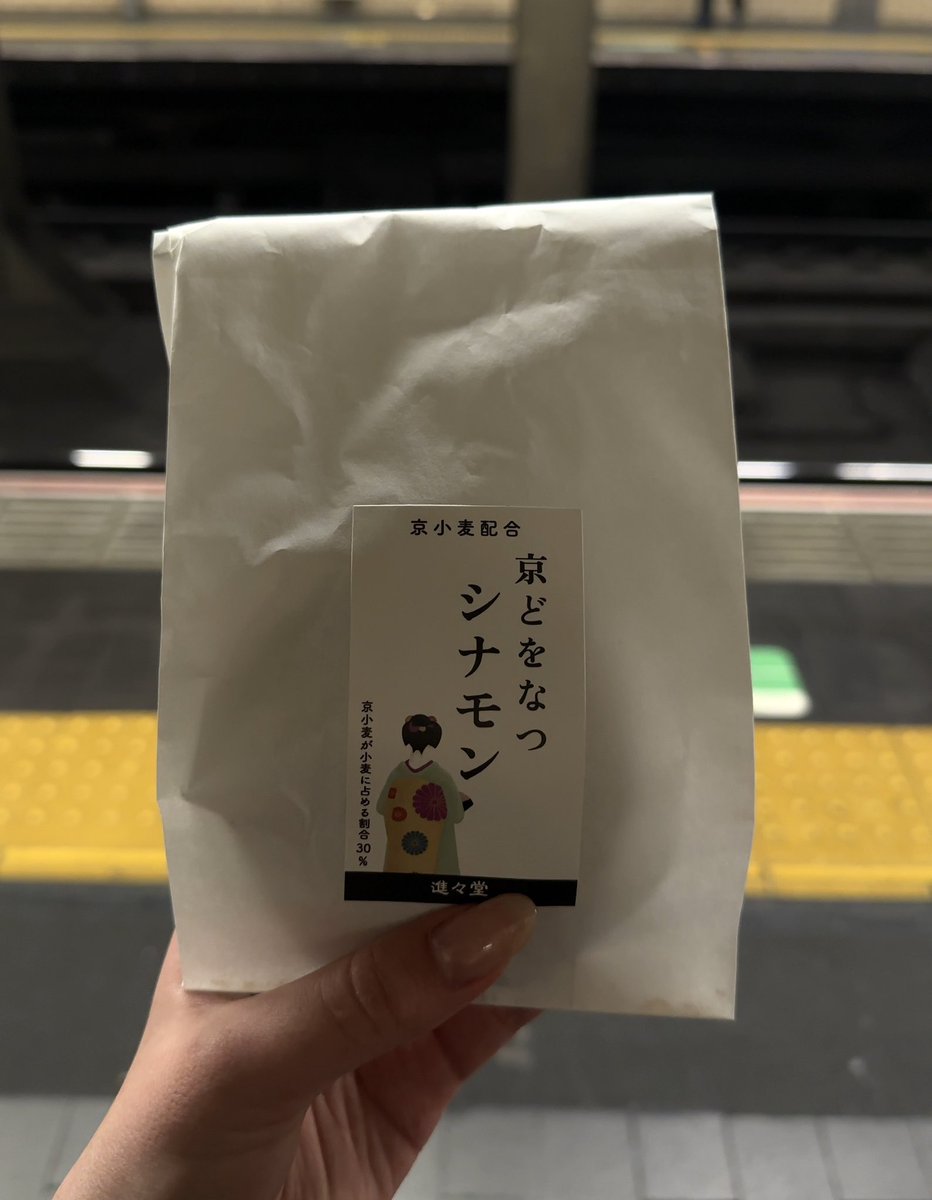 京小麦配合
京どをなつ
シナモン
京小麦が小麦に占める割合30%
進々堂